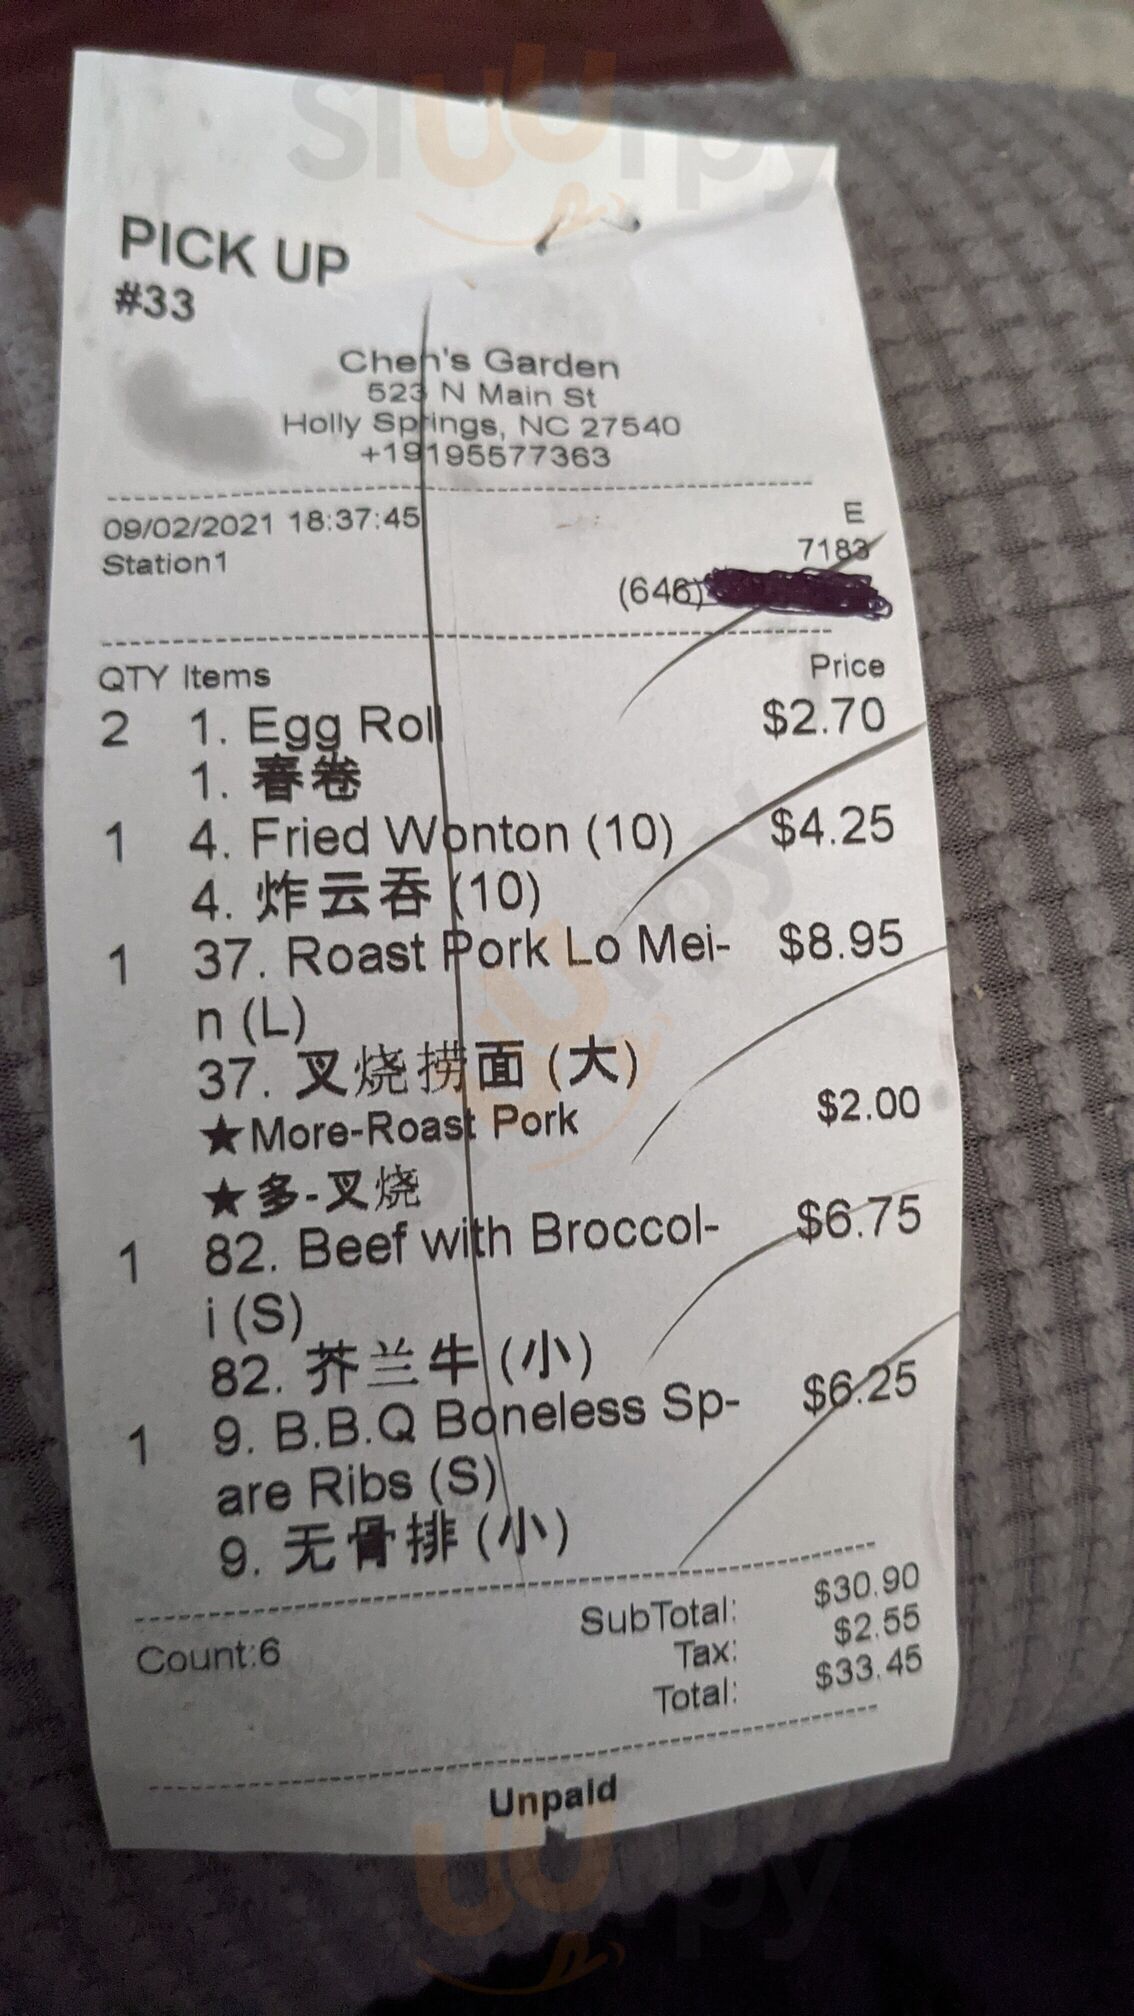 PICK UP
#33
Chen's Garden
523 N Main St
Holly Springs, NC 27540
+19195577363
09/02/2021 18:37:45 E
Station1 7183
(646)
QTY Items Price
2 1. Egg Roll $2.70
1. 春卷
1 4. Fried Wonton (10) $4.25
4. 炸云吞 (10)
1 37. Roast Pork Lo Mei- $8.95
n (L)
37. 叉烧捞面 (大)
★More-Roast Pork $2.00
★多-叉烧
1 82. Beef with Broccol- $6.75
i (S)
82. 芥兰牛 (小)
1 9. B.B.Q Boneless Sp- $6.25
are Ribs (S)
9. 无骨排 (小)
SubTotal: $30.90
Count:6 Tax: $2.55
Total: $33.45
Unpaid
sluurpy
sluurpy
sluurpy